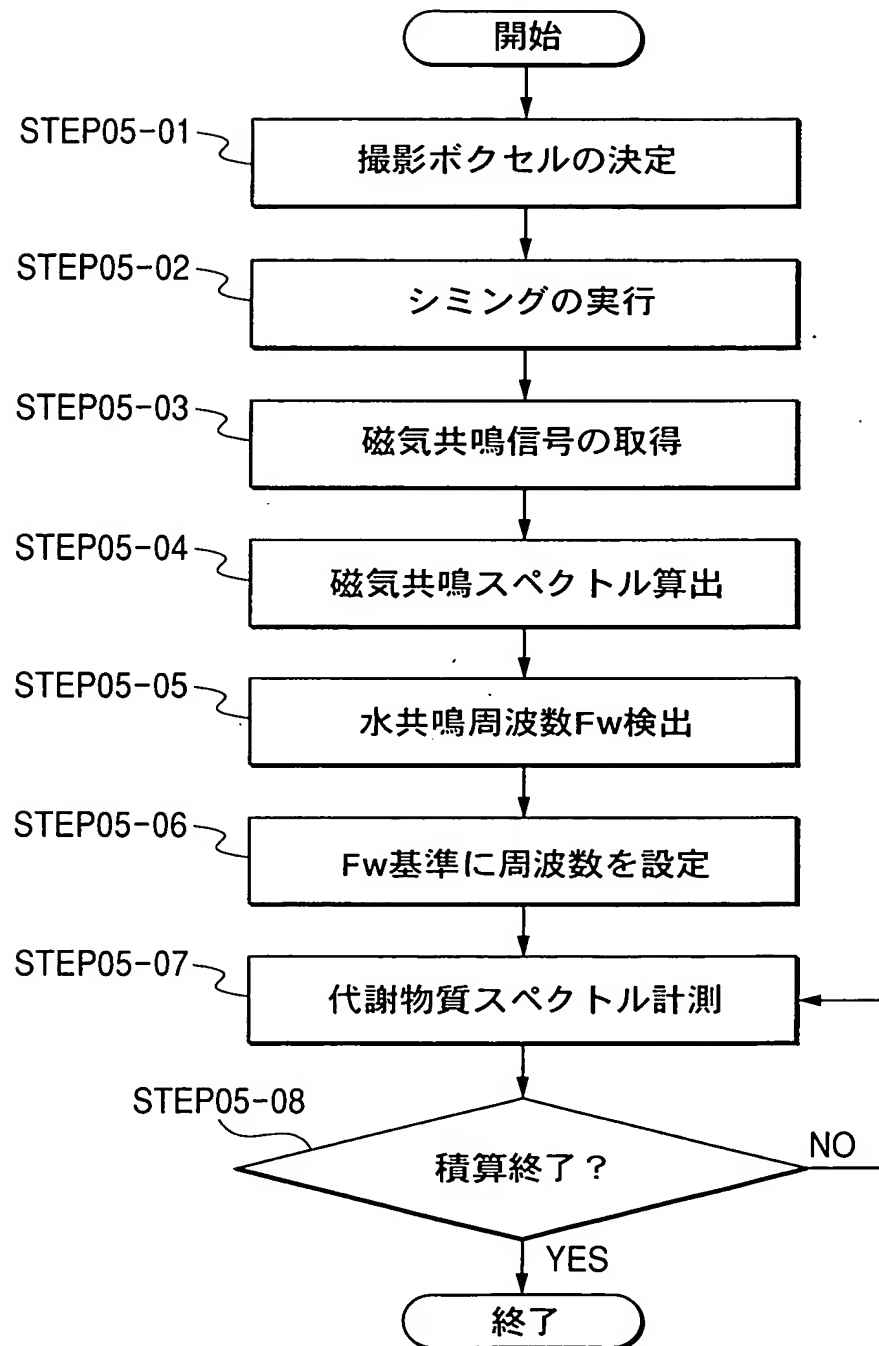 開始
STEP05-01
撮影ボクセルの決定
STEP05-02
シミングの実行
STEP05-03
磁気共鳴信号の取得
STEP05-04
磁気共鳴スペクトル算出
STEP05-05
水共鳴周波数Fw検出
STEP05-06
Fw基準に周波数を設定
STEP05-07
代謝物質スペクトル計測
STEP05-08
積算終了？
NO
YES
終了